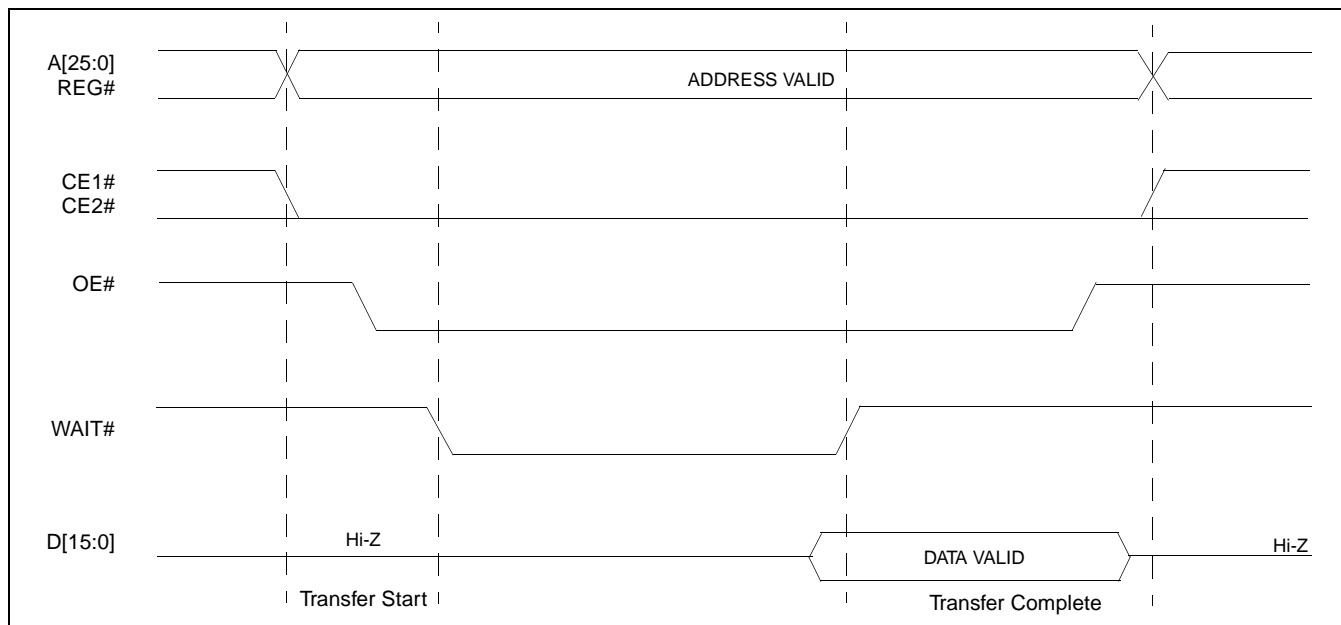 A[25:0]
REG#
ADDRESS VALID
CE1#
CE2#
OE#
WAIT#
D[15:0]
Hi-Z
DATA VALID
Hi-Z
Transfer Start
Transfer Complete